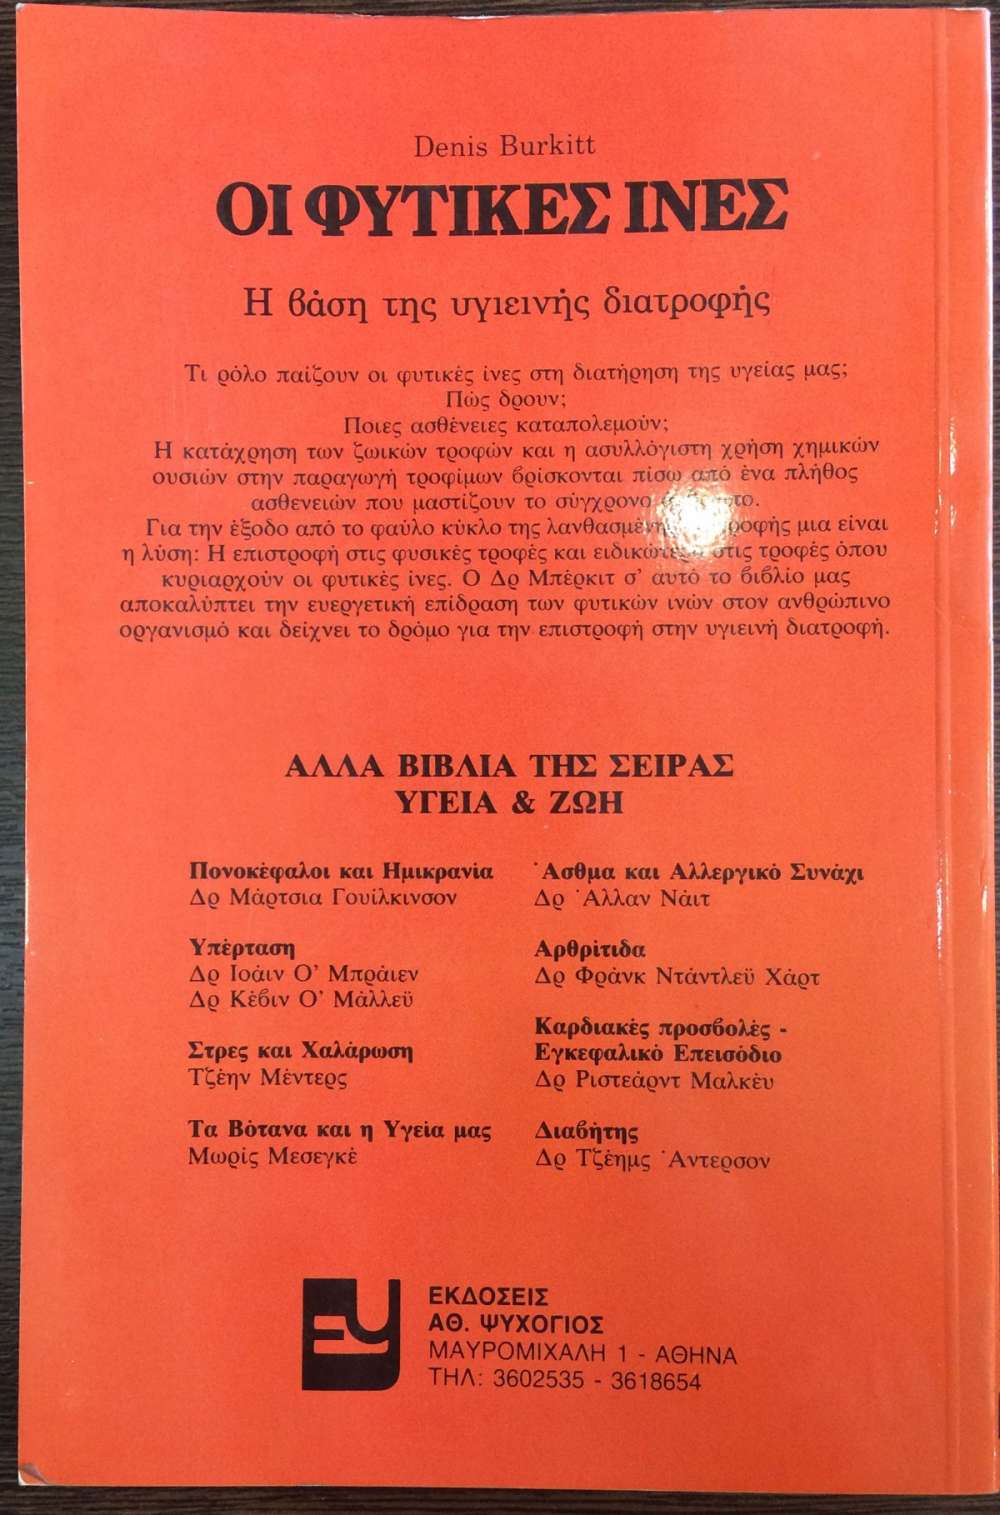 Denis Burkitt
ΟΙ ΦΥΤΙΚΕΣ ΙΝΕΣ
Η βάση της υγιεινής διατροφής
Τι ρόλο παίζουν οι φυτικές ίνες στη διατήρηση της υγείας μας;
Πώς δρουν;
Ποιες ασθένειες καταπολεμούν;
Η κατάχρηση των ζωικών τροφών και η ασυλλόγιστη χρήση χημικών
ουσιών στην παραγωγή τροφίμων βρίσκονται πίσω από ένα πλήθος
ασθενειών που μαστίζουν το σύγχρονο
Για την έξοδο από το φαύλο κύκλο της μια είναι
η λύση: Η επιστροφή στις φυσικές τροφές και ειδικώτερα στις τροφές όπου
κυριαρχούν οι φυτικές ίνες. Ο Δρ Μπέρκιτ σ' αυτό το βιβλίο μας
αποκαλύπτει την ευεργετική επίδραση των φυτικών ινών στον ανθρώπινο
οργανισμό και δείχνει το δρόμο για την επιστροφή στην υγιεινή διατροφή.
ΑΛΛΑ ΒΙΒΛΙΑ ΤΗΣ ΣΕΙΡΑΣ
ΥΓΕΙΑ & ΖΩΗ
Πονοκέφαλοι και Ημικρανία
Δρ Μάρτσια Γουίλκινσον
Υπέρταση
Δρ Ιοάιν Ο' Μπράιεν
Δρ Κέβιν Ο' Μάλλεϋ
Στρες και Χαλάρωση
Τζέην Μέντερς
Τα Βότανα και η Υγεία μας
Μωρίς Μεσεγκέ
Άσθμα και Αλλεργικό Συνάχι
Δρ Άλλαν Νάιτ
Αρθρίτιδα
Δρ Φράνκ Ντάντλεϋ Χάρτ
Καρδιακές προσβολές -
Εγκεφαλικό Επεισόδιο
Δρ Ριστεάρντ Μαλκέυ
Διαβήτης
Δρ Τζέημς Άντερσον
ΕΨ
ΕΚΔΟΣΕΙΣ
ΑΘ. ΨΥΧΟΓΙΟΣ
ΜΑΥΡΟΜΙΧΑΛΗ 1 - ΑΘΗΝΑ
ΤΗΛ: 3602535 - 3618654